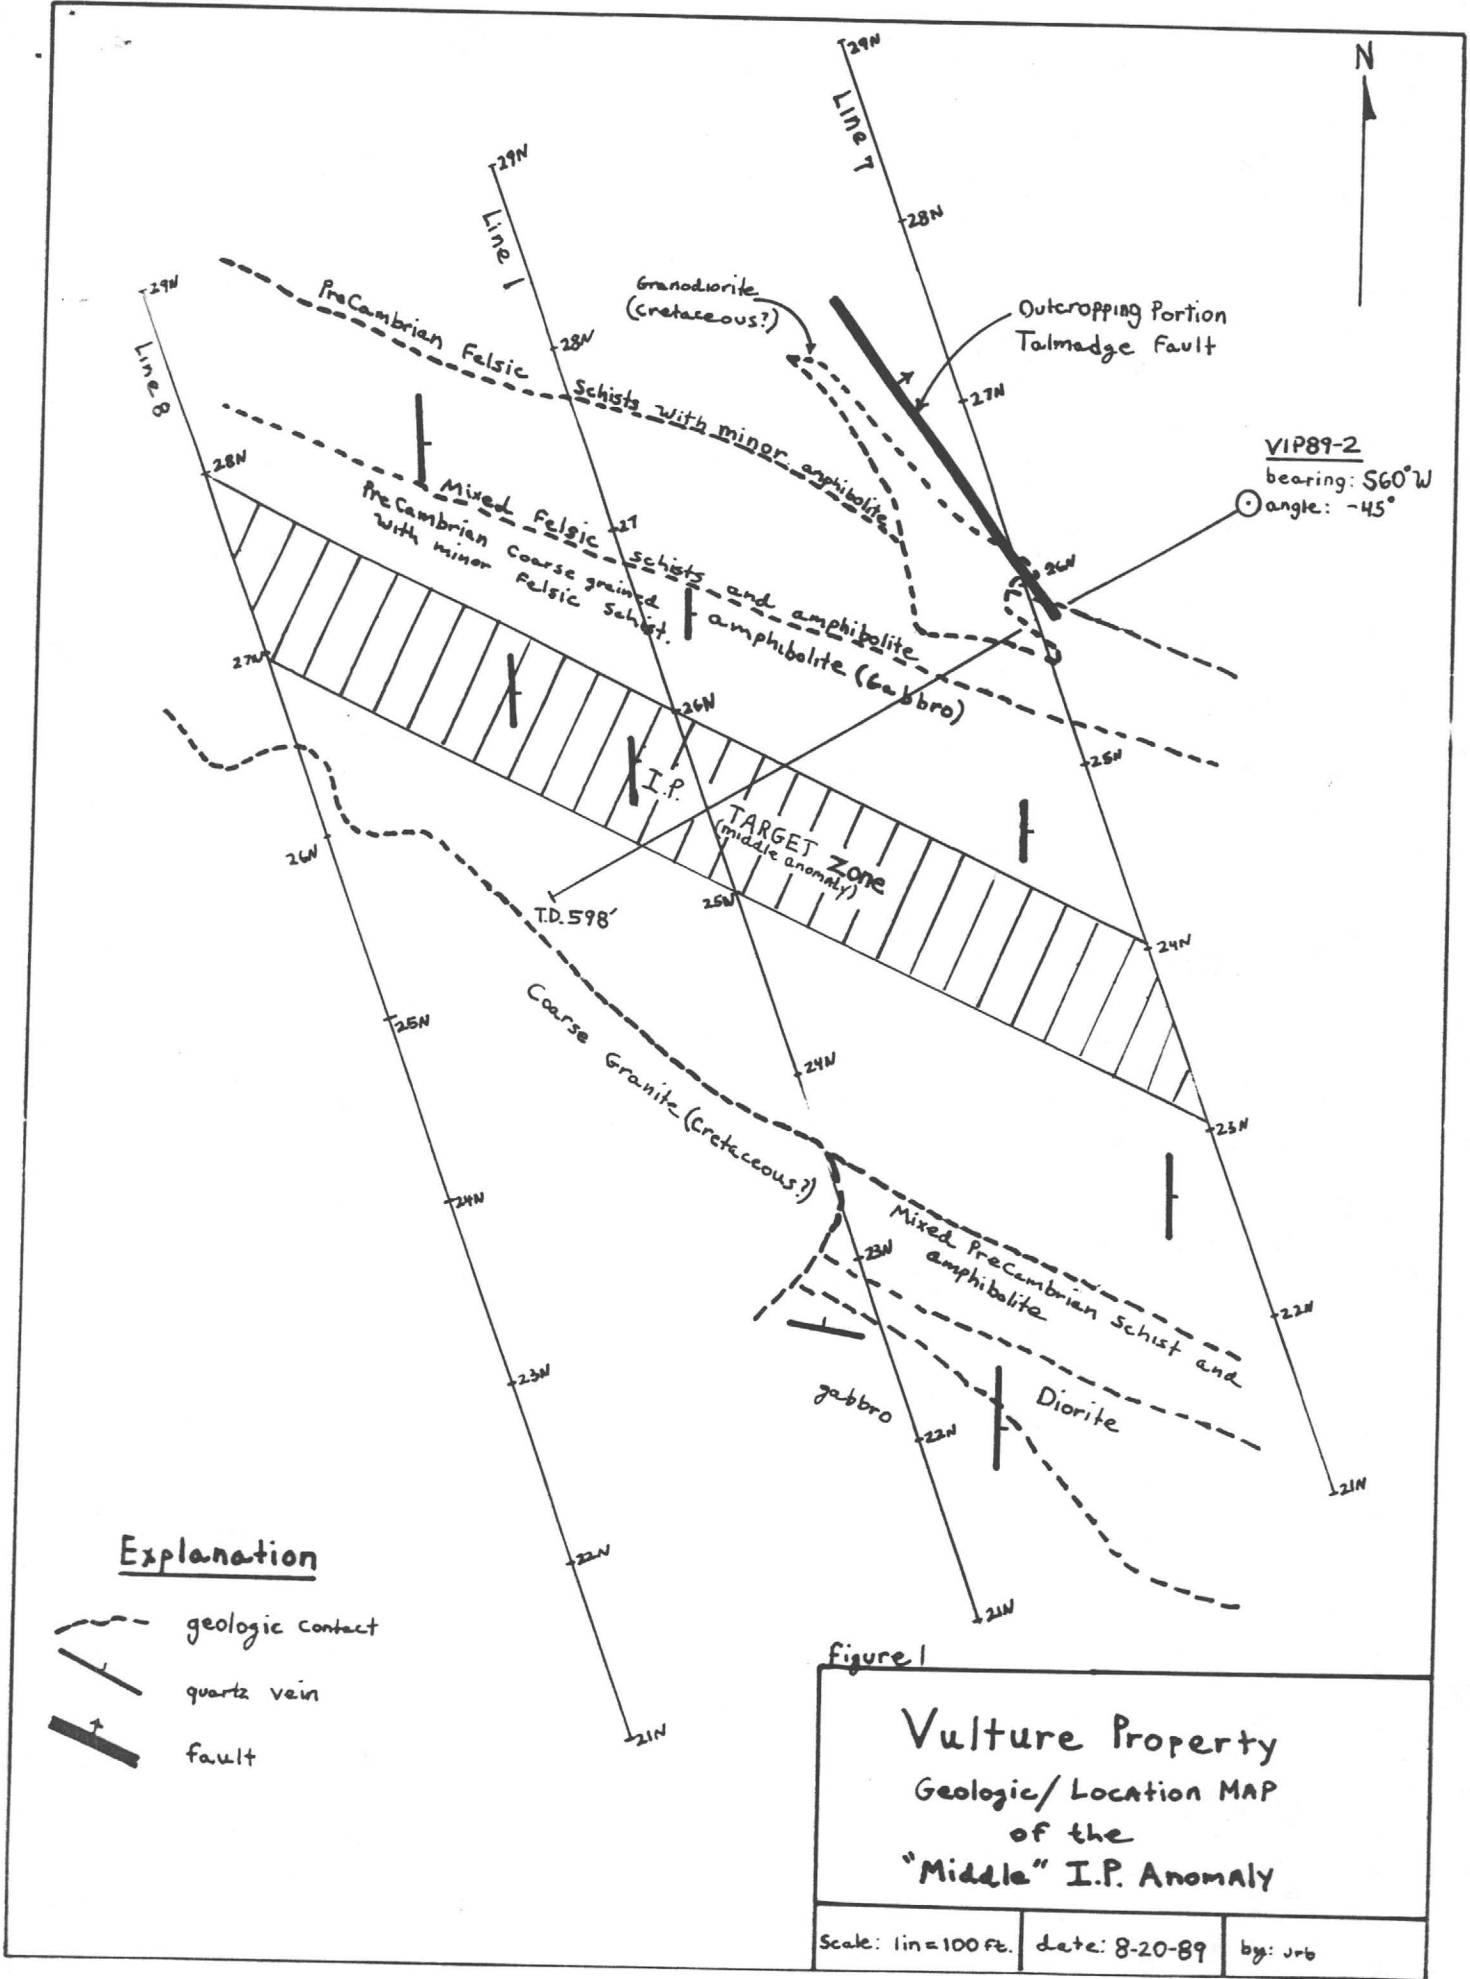 N
29N
Line 7
28N
27N
26N
25N
24N
23N
22N
21N
29N
Line 1
28N
27
26N
25N
24N
23N
22N
21N
29N
Line 8
28N
27N
26N
25N
24N
23N
22N
21N
Granodiorite
(cretaceous?)
Outcropping Portion
Talmadge Fault
VIP89-2
bearing: S60°W
angle: -45°
PreCambrian Felsic Schists with minor amphibolite
Mixed Felsic schists and amphibolite
PreCambrian coarse grained amphibolite (Gabbro)
with minor Felsic Schist.
I.P. TARGET Zone
(middle anomaly)
T.D. 598'
Coarse Granite (cretaceous?)
Mixed PreCambrian schist and
amphibolite
Diorite
gabbro
Explanation
geologic contact
quartz vein
fault
figure 1
Vulture Property
Geologic/Location MAP
of the
"Middle" I.P. Anomaly
Scale: 1in=100 ft.
date: 8-20-89
by: jrb